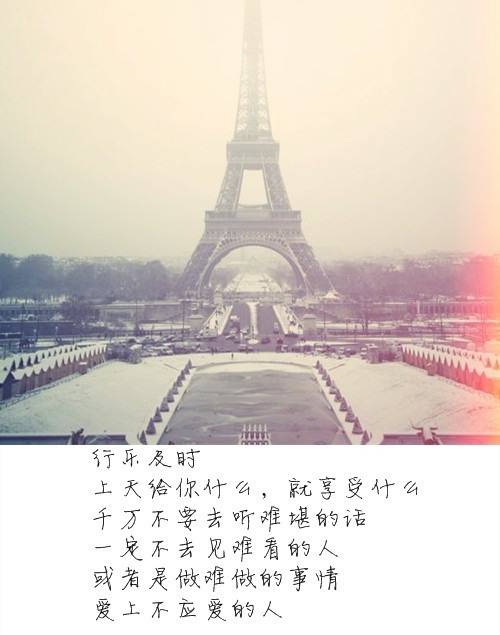 行乐及时
上天给你什么，就享受什么
千万不要去听难堪的话
一定不去见难看的人
或者是做难做的事情
爱上不应爱的人